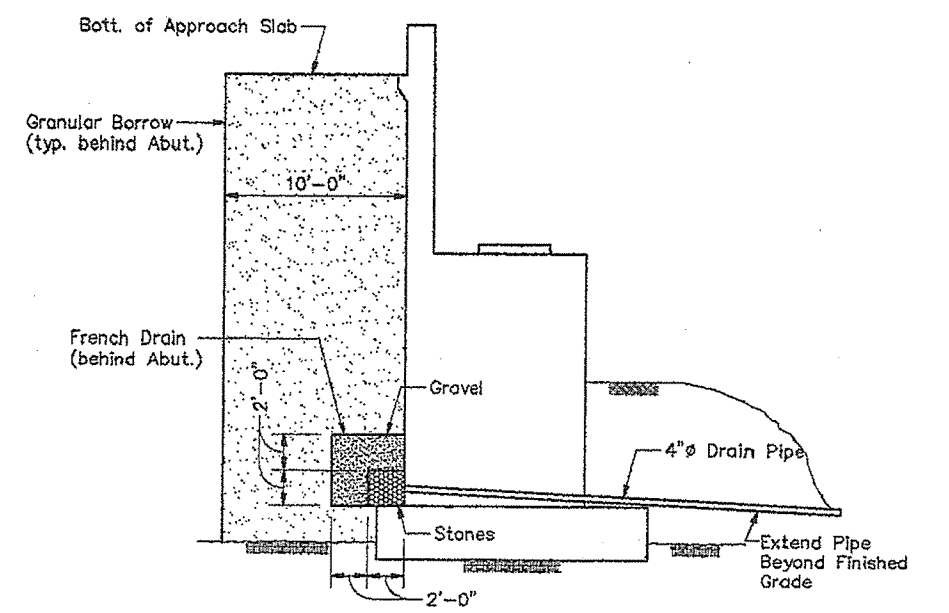 Bott. of Approach Slab
Granular Borrow
(typ. behind Abut.)
10'-0"
French Drain
(behind Abut.)
2'-0"
Gravel
4"ø Drain Pipe
Stones
Extend Pipe
Beyond Finished
Grade
2'-0"